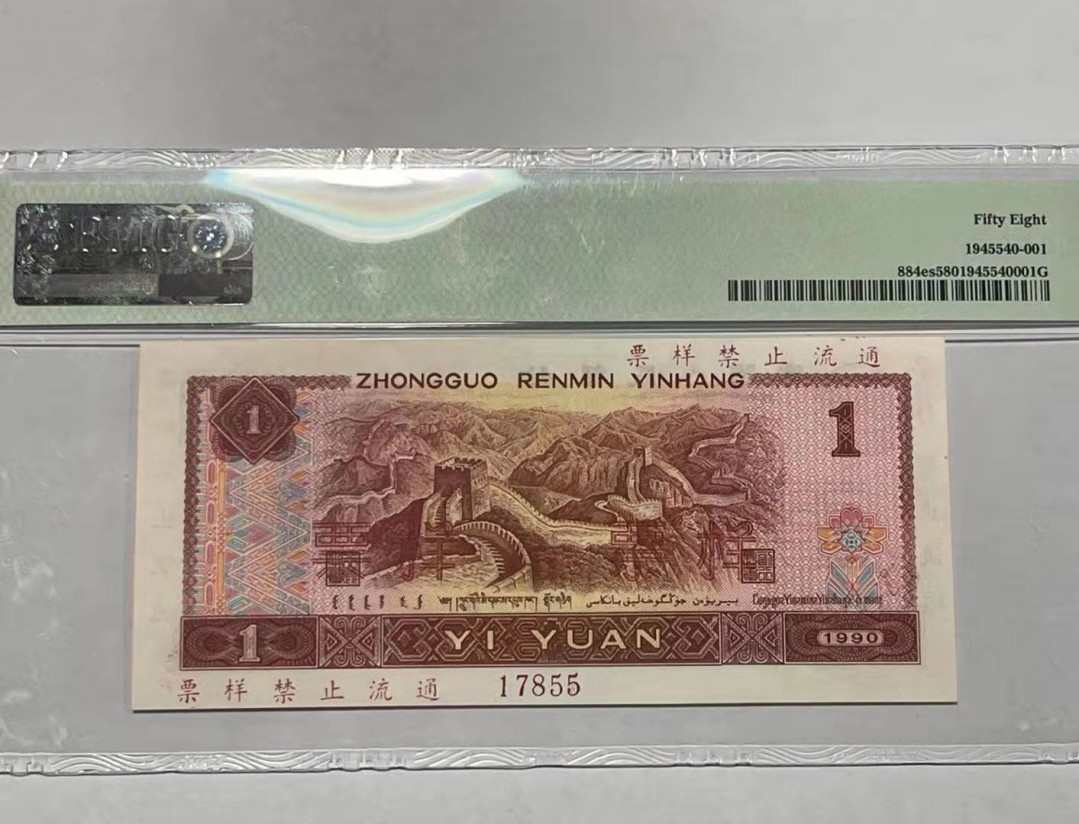 PMG
Fifty Eight
1945540-001
884es5801945540001G
票样禁止流通
ZHONGGUO RENMIN YINHANG
1
1
票样 票样
1 YI YUAN 1990
票样禁止流通 17855